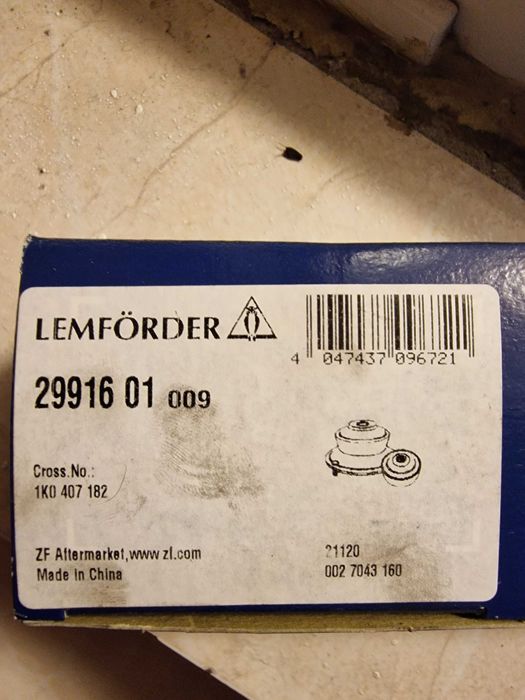 LEMFÖRDER
4 047437 096721
29916 01 009
Cross.No.:
1K0 407 182
ZF Aftermarket,www.zf.com
Made in China
21120
002 7043 160